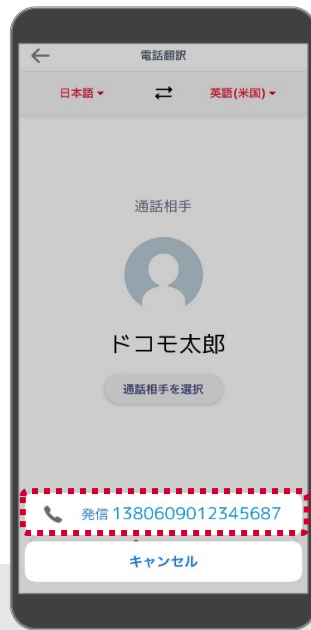 電話翻訳
日本語
英語(米国)
通話相手
ドコモ太郎
通話相手を選択
発信 1380609012345687
キャンセル